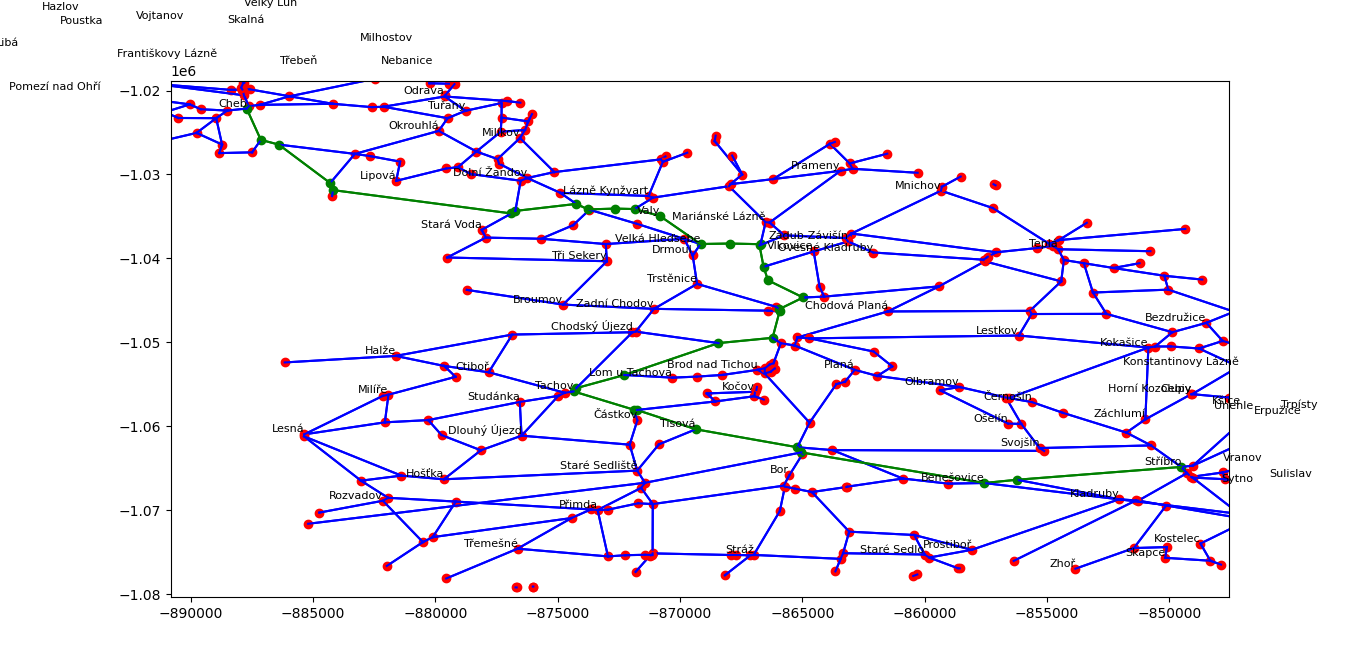 Hazlov
Velký Luh
Poustka
Vojtanov
Skalná
Libá
Milhostov
Františkovy Lázně
Třebeň
Nebanice
1e6
Pomezí nad Ohří
−1.02
Odrava
Cheb
Turany
Okrouhlá
Milíkov
−1.03
Lipová
Dolní Žandov
Prameny
Lázně Kynžvart
Mnichov
Valy
Mariánské Lázně
Stará Voda
Velká Hleďsebe
Zádub-Závišín
Vlkovice
Ovesné Kladruby
Teplá
Drmoul
−1.04
Tři Sekery
Trstěnice
Broumov
Zadní Chodov
Chodová Planá
Bezdružice
Chodský Újezd
Lestkov
−1.05
Kokašice
Halže
Konstantinovy Lázně
Ctiboř
Brod nad Tichou
Planá
Lom u Tachova
Tachov
Kočov
Olbramov
Milíře
Studánka
Černošín
Horní Kozolupy
Cebiv
Kšice
Únehle
Trpísty
Erpužice
Částkov
Záchlumí
Ošelín
−1.06
Lesná
Dlouhý Újezd
Tisová
Svojšín
Staré Sedliště
Vranov
Stříbro
Hošťka
Bor
Benešovice
Sytno
Sulislav
Rozvadov
Kladruby
−1.07
Přimda
Třemešné
Stráž
Staré Sedlo
Prostiboř
Kostelec
Skapce
Zhoř
−1.08
−890000
−885000
−880000
−875000
−870000
−865000
−860000
−855000
−850000